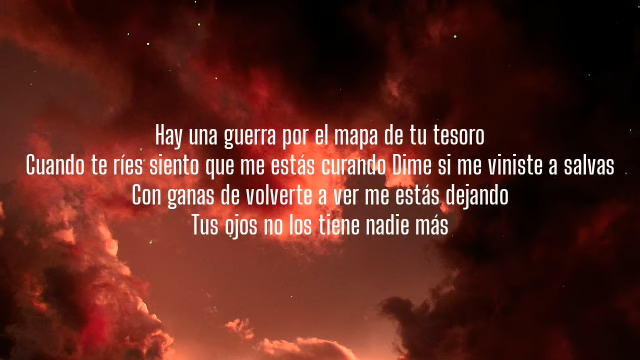 Hay una guerra por el mapa de tu tesoro
Cuando te ríes siento que me estás curando Dime si me viniste a salvas
Con ganas de volverte a ver me estás dejando
Tus ojos no los tiene nadie más